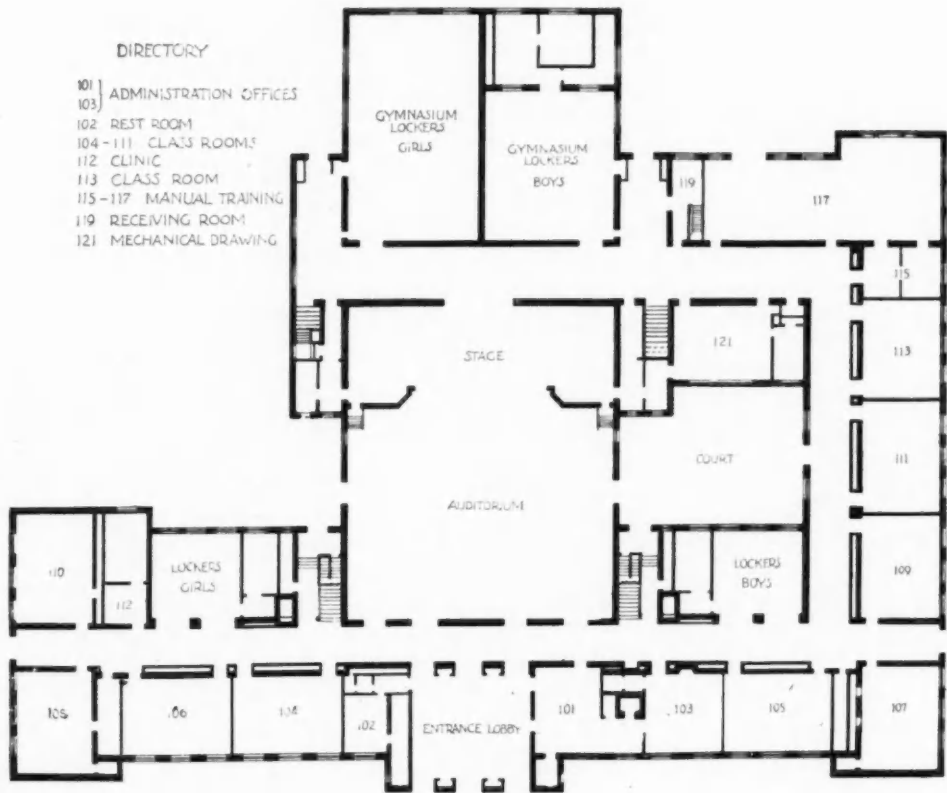 DIRECTORY
101
103} ADMINISTRATION OFFICES
102 REST ROOM
104-111 CLASS ROOMS
112 CLINIC
113 CLASS ROOM
115-117 MANUAL TRAINING
119 RECEIVING ROOM
121 MECHANICAL DRAWING
GYMNASIUM
LOCKERS
GIRLS
GYMNASIUM
LOCKERS
BOYS
119
117
115
STAGE
121
113
COURT
111
AUDITORIUM
110
112
LOCKERS
GIRLS
LOCKERS
BOYS
109
108
106
104
102
ENTRANCE LOBBY
101
103
105
107